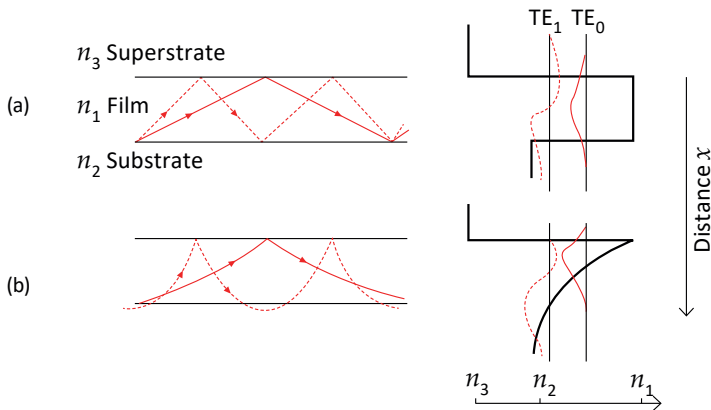 TE₁ TE₀
n₃ Superstrate
(a)
n₁ Film
n₂ Substrate
Distance x
(b)
n₃ n₂ n₁